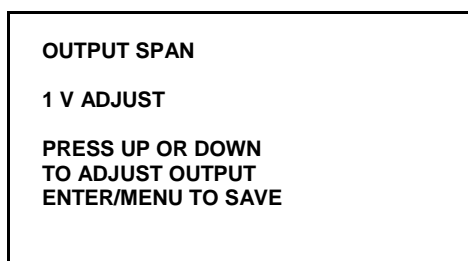 OUTPUT SPAN
1 V ADJUST
PRESS UP OR DOWN
TO ADJUST OUTPUT
ENTER/MENU TO SAVE